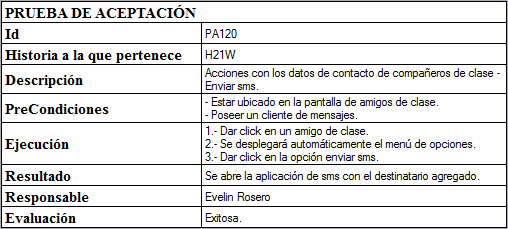 PRUEBA DE ACEPTACIÓN
Id PA120
Historia a la que pertenece H21W
Descripción Acciones con los datos de contacto de compañeros de clase -
Enviar sms.
PreCondiciones - Estar ubicado en la pantalla de amigos de clase.
- Poseer un cliente de mensajes.
Ejecución 1.- Dar click en un amigo de clase.
2.- Se desplegará automáticamente el menú de opciones.
3.- Dar click en la opción enviar sms.
Resultado Se abre la aplicación de sms con el destinatario agregado.
Responsable Evelin Rosero
Evaluación Exitosa.